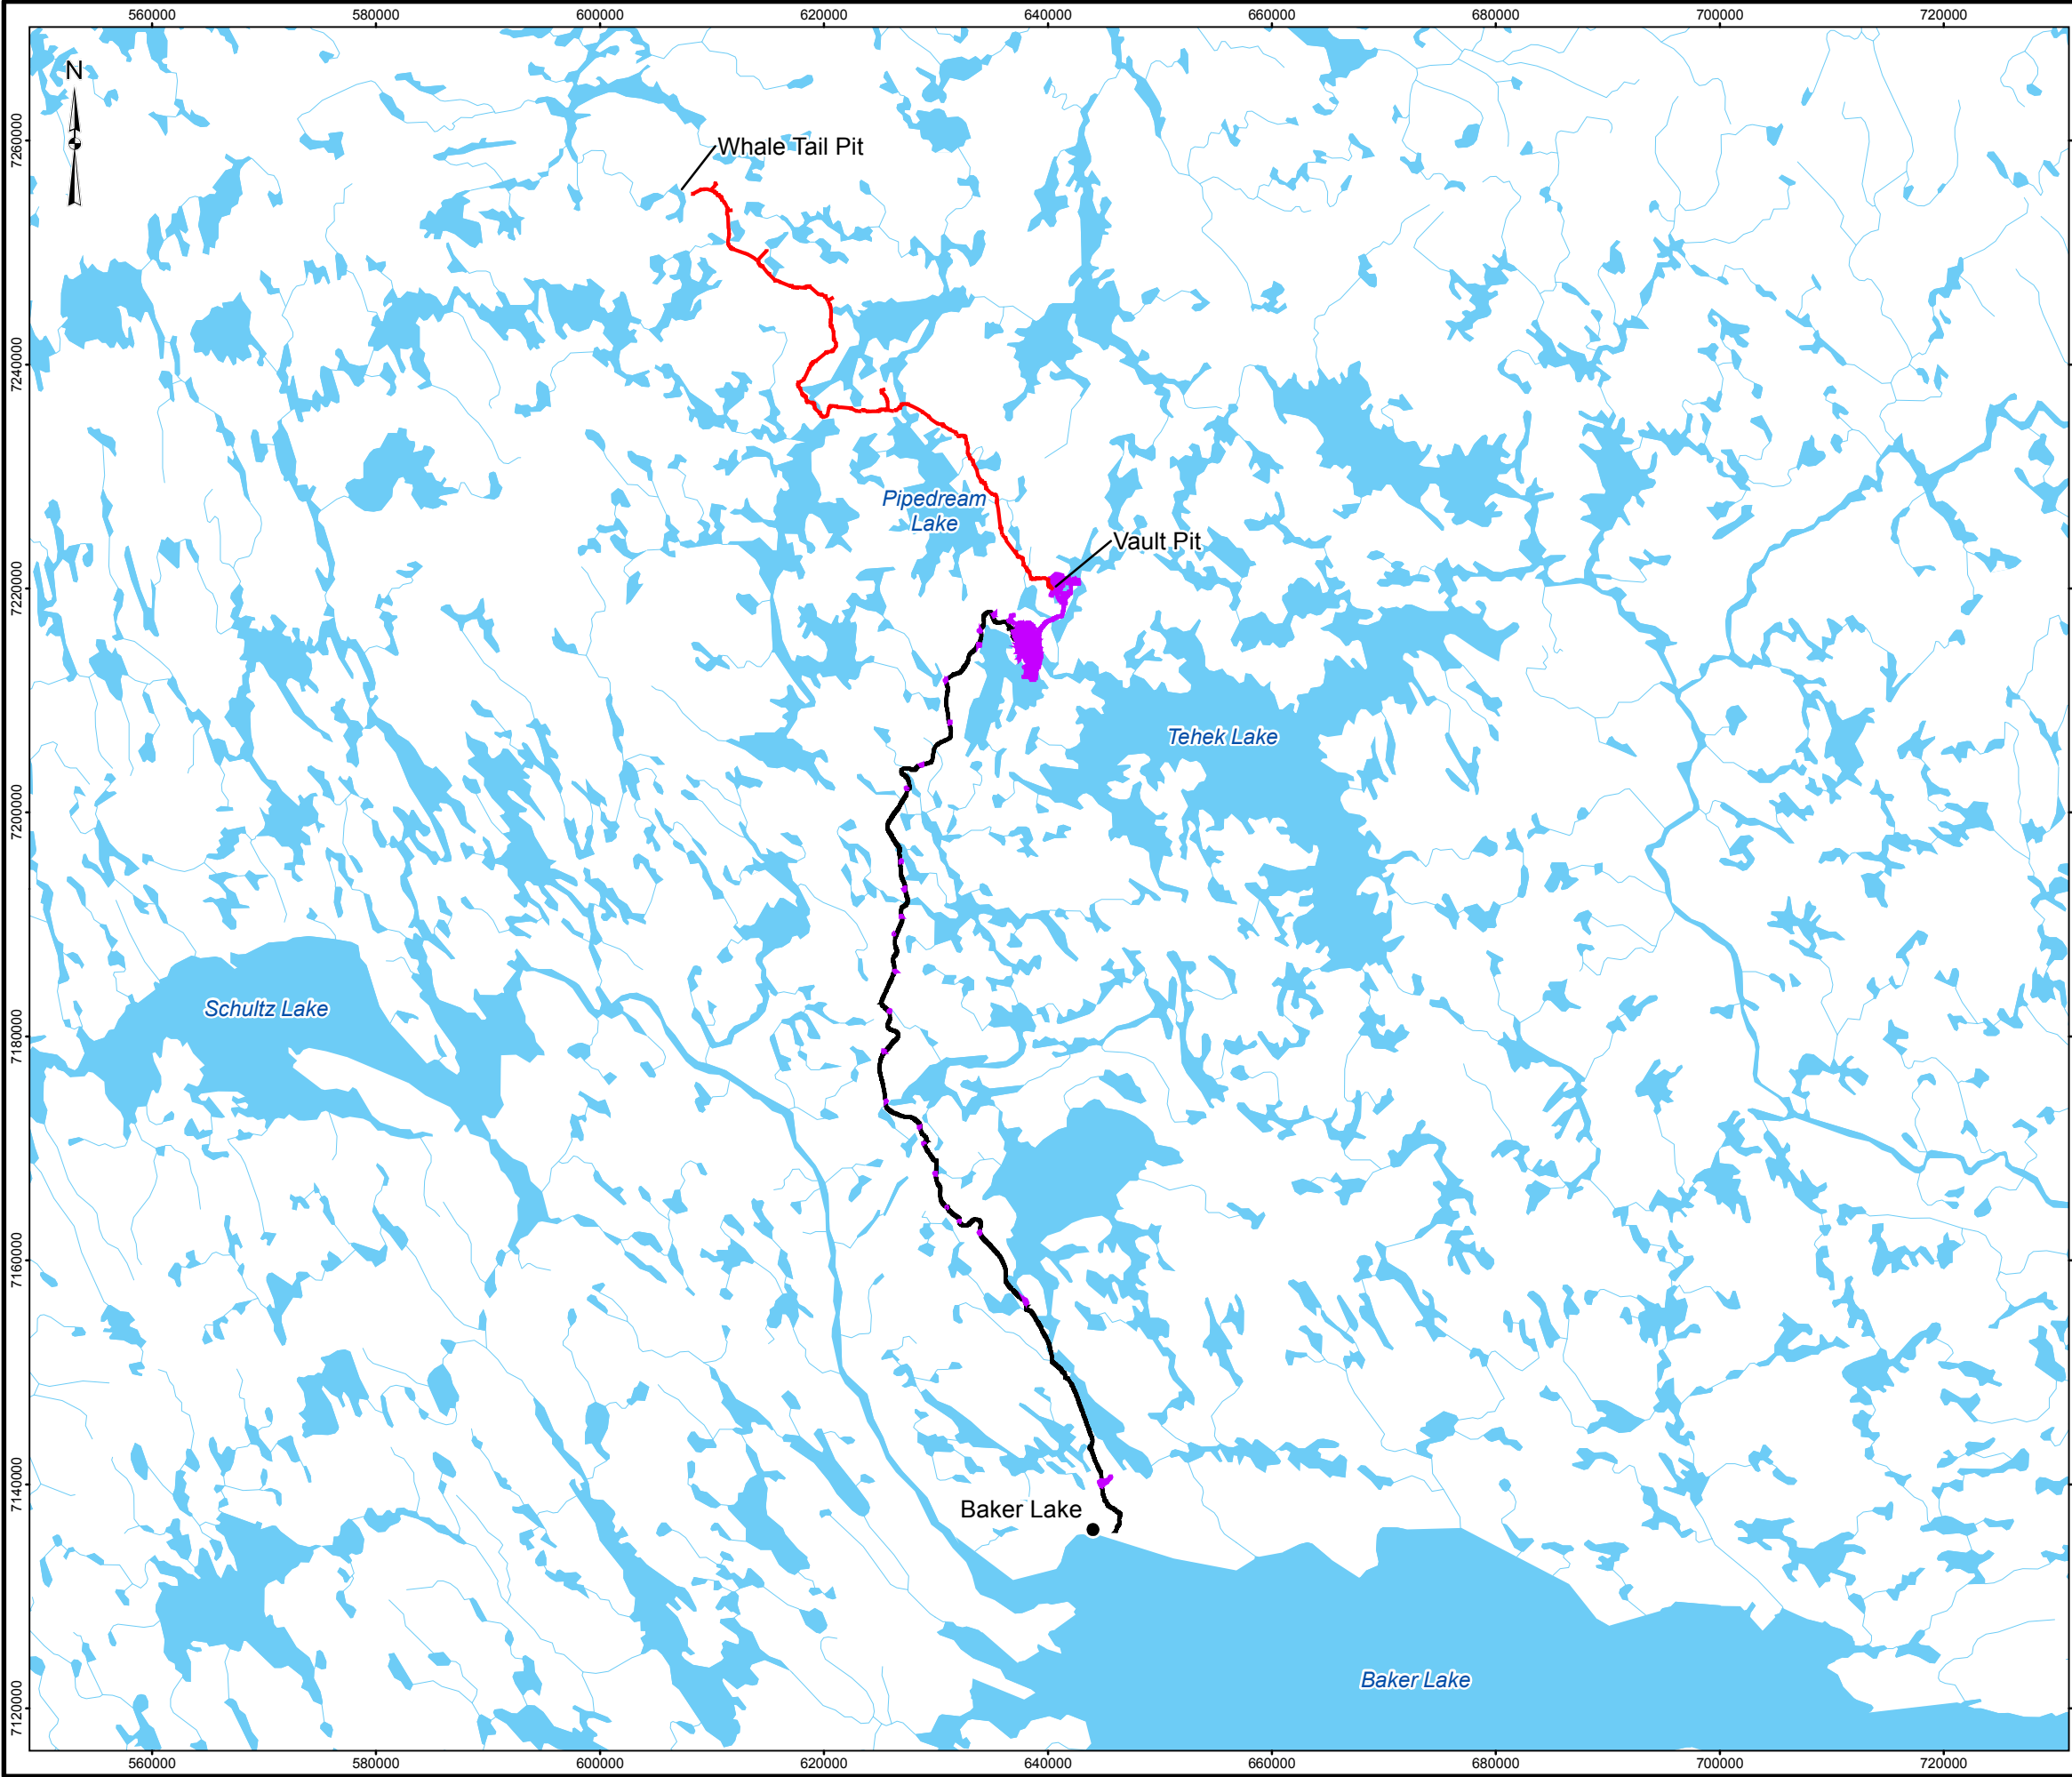 560000 580000 600000 620000 640000 660000 680000 700000 720000
N
7260000
Whale Tail Pit
7240000
Pipedream
Lake
Vault Pit
7220000
Tehek Lake
7200000
Schultz Lake
7180000
7160000
7140000
Baker Lake
Baker Lake
7120000
560000 580000 600000 620000 640000 660000 680000 700000 720000